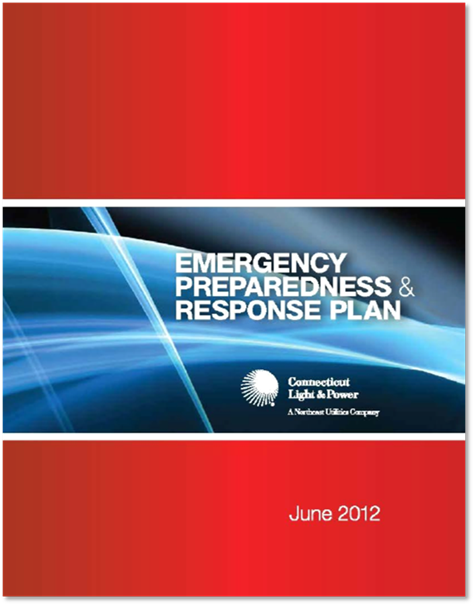 EMERGENCY
PREPAREDNESS &
RESPONSE PLAN
Connecticut
Light & Power
A Northeast Utilities Company
June 2012